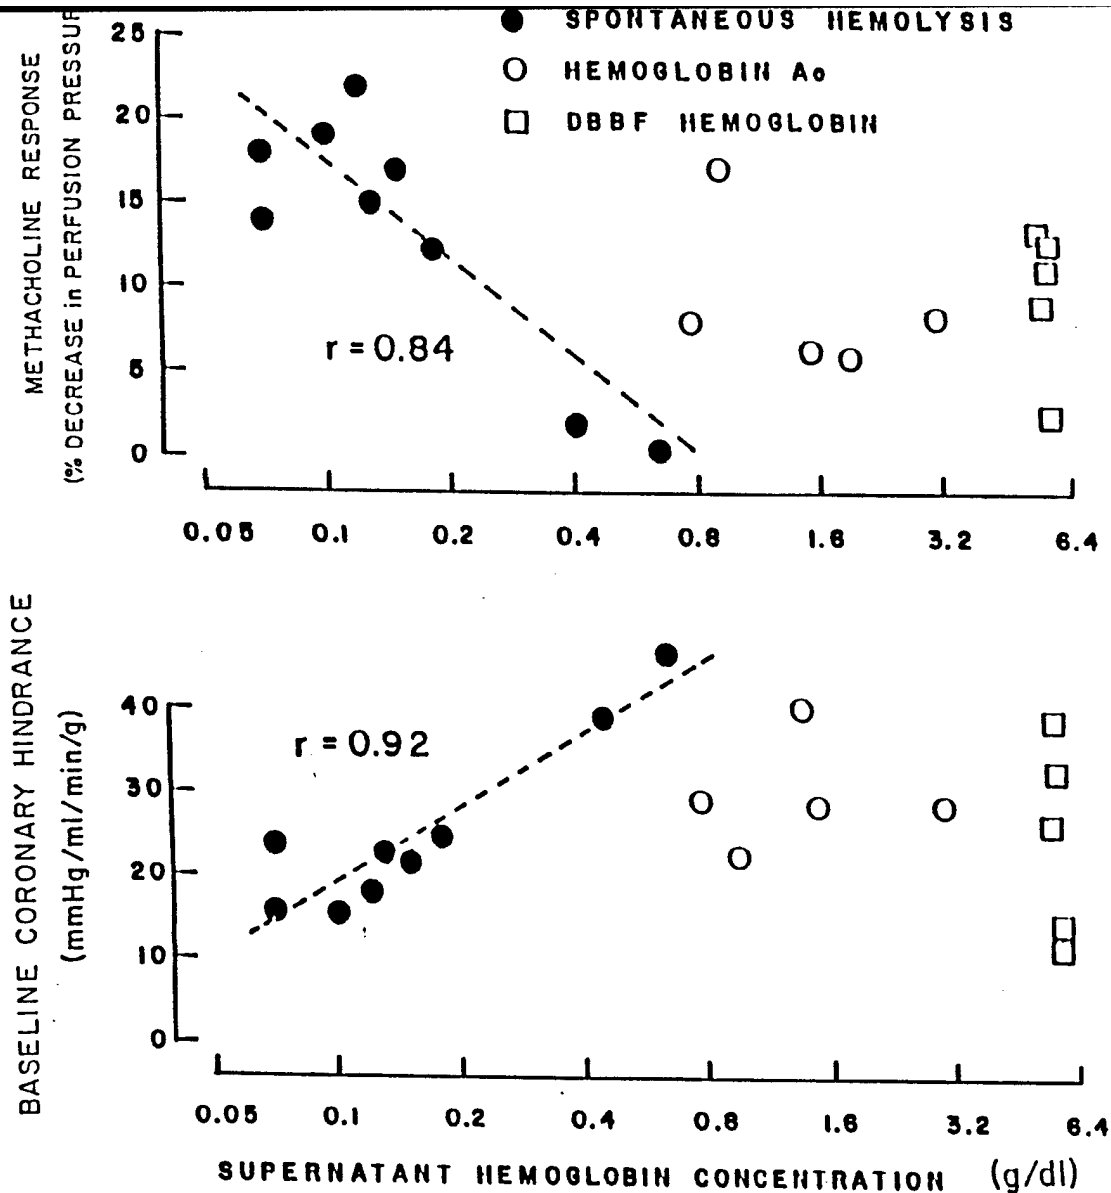 SPONTANEOUS HEMOLYSIS
HEMOGLOBIN Ao
DBBF HEMOGLOBIN
METHACHOLINE RESPONSE
(% DECREASE in PERFUSION
25
20
15
10
5
0
r = 0.84
0.05 0.1 0.2 0.4 0.8 1.6 3.2 6.4
BASELINE CORONARY HINDRANCE
(mmHg/ml/min/g)
40
30
20
10
0
r = 0.92
0.05 0.1 0.2 0.4 0.8 1.6 3.2 6.4
SUPERNATANT HEMOGLOBIN CONCENTRATION (g/dl)